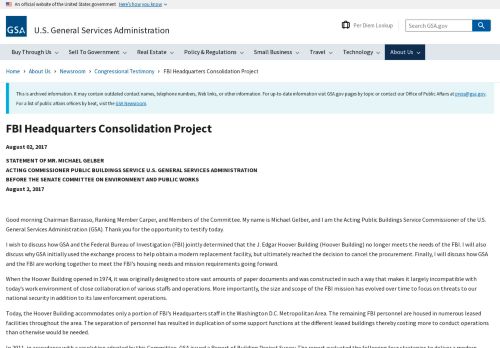 An official website of the United States government Here's how you know
GSA
U.S. General Services Administration
Per Diem Lookup
Search GSA.gov
Buy Through Us Sell To Government Real Estate Policy & Regulations Small Business Travel Technology About Us
Home › About Us › Newsroom › Congressional Testimony › FBI Headquarters Consolidation Project
This is archived information. It may contain outdated contact names, telephone numbers, Web links, or other information. For up-to-date information visit GSA.gov pages by topic or contact our Office of Public Affairs at press@gsa.gov.
For a list of public affairs officers by beat, visit the GSA Newsroom.
FBI Headquarters Consolidation Project
August 02, 2017
STATEMENT OF MR. MICHAEL GELBER
ACTING COMMISSIONER PUBLIC BUILDINGS SERVICE U.S. GENERAL SERVICES ADMINISTRATION
BEFORE THE SENATE COMMITTEE ON ENVIRONMENT AND PUBLIC WORKS
August 2, 2017
Good morning Chairman Barrasso, Ranking Member Carper, and Members of the Committee. My name is Michael Gelber, and I am the Acting Public Buildings Service Commissioner of the U.S.
General Services Administration (GSA). Thank you for the opportunity to testify today.
I wish to discuss how GSA and the Federal Bureau of Investigation (FBI) jointly determined that the J. Edgar Hoover Building (Hoover Building) no longer meets the needs of the FBI. I will also
discuss why GSA initially used the exchange process to help obtain a modern replacement facility, but ultimately reached the decision to cancel the procurement. Finally, I will discuss how GSA
and the FBI are working together to meet the FBI's housing needs and mission requirements going forward.
When the Hoover Building opened in 1974, it was originally designed to store vast amounts of paper documents and was constructed in such a way that makes it largely incompatible with
today's work environment of close collaboration of various staffs and operations. More importantly, the size and scope of the FBI mission has evolved over time to focus on threats to our
national security in addition to its law enforcement operations.
Today, the Hoover Building accommodates only a portion of FBI's Headquarters staff in the Washington D.C. Metropolitan Area. The remaining FBI personnel are housed in numerous leased
facilities throughout the area. The separation of personnel has resulted in duplication of some support functions at the different leased buildings thereby costing more to conduct operations
than otherwise would be needed.